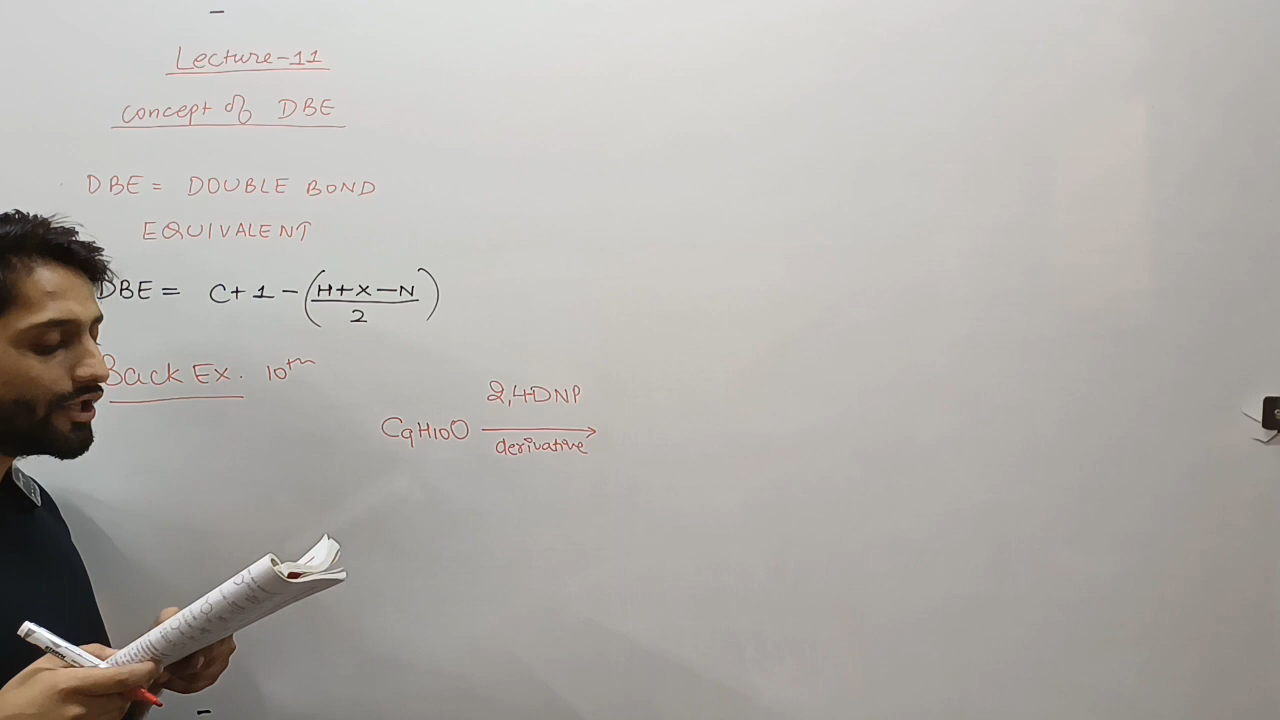 Lecture-11
Concept of DBE
DBE = DOUBLE BOND
EQUIVALENT
DBE = C + 1 - (H+X-N / 2)
Back Ex. 10th
2,4DNP
C9H10O →
derivative